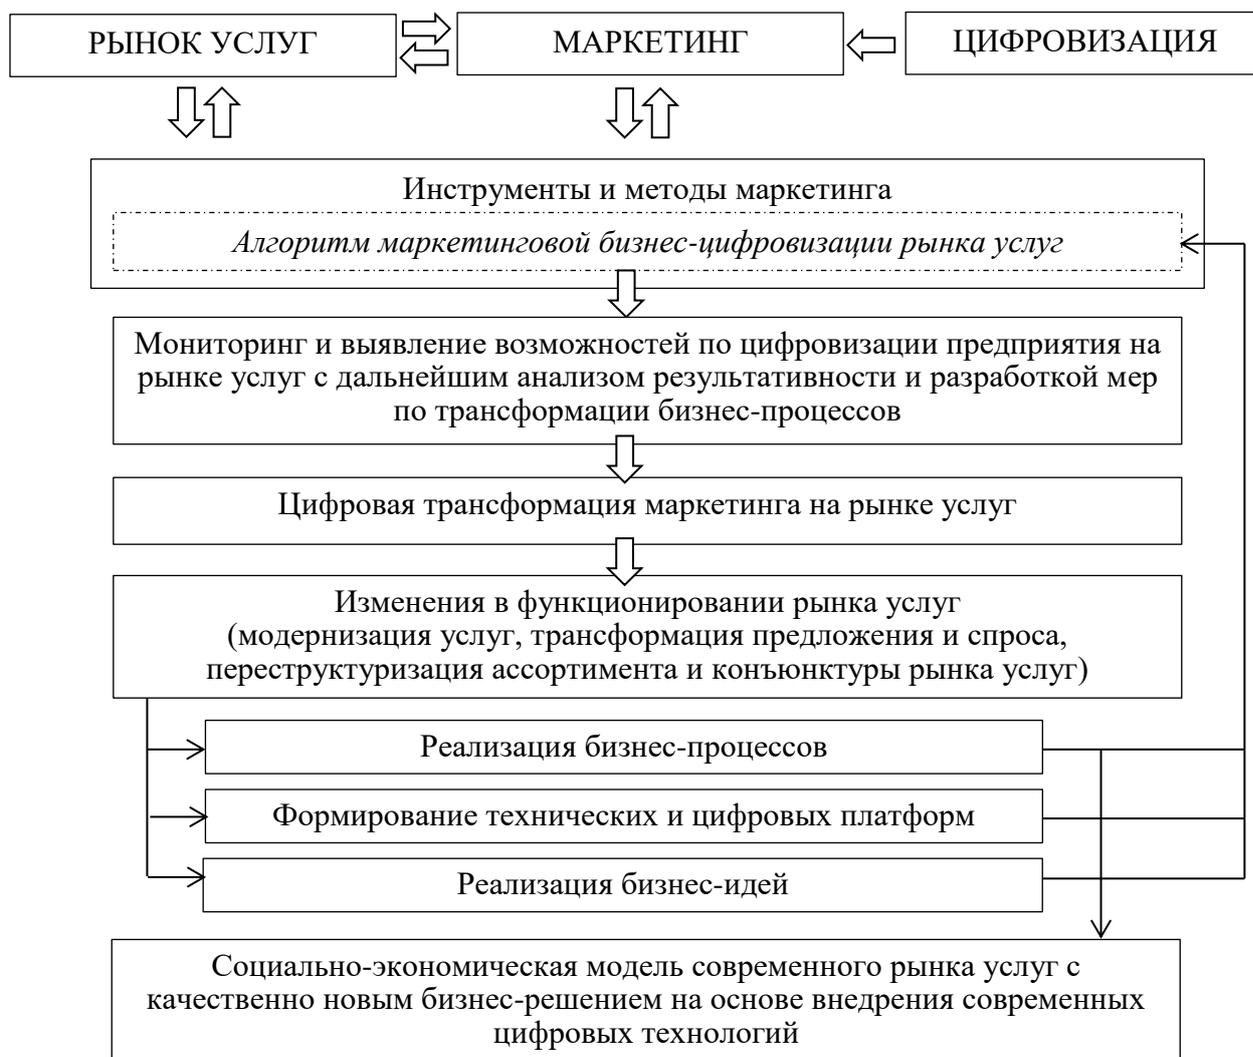 РЫНОК УСЛУГ
МАРКЕТИНГ
ЦИФРОВИЗАЦИЯ
Инструменты и методы маркетинга
Алгоритм маркетинговой бизнес-цифровизации рынка услуг
Мониторинг и выявление возможностей по цифровизации предприятия на
рынке услуг с дальнейшим анализом результативности и разработкой мер
по трансформации бизнес-процессов
Цифровая трансформация маркетинга на рынке услуг
Изменения в функционировании рынка услуг
(модернизация услуг, трансформация предложения и спроса,
переструктуризация ассортимента и конъюнктуры рынка услуг)
Реализация бизнес-процессов
Формирование технических и цифровых платформ
Реализация бизнес-идей
Социально-экономическая модель современного рынка услуг с
качественно новым бизнес-решением на основе внедрения современных
цифровых технологий